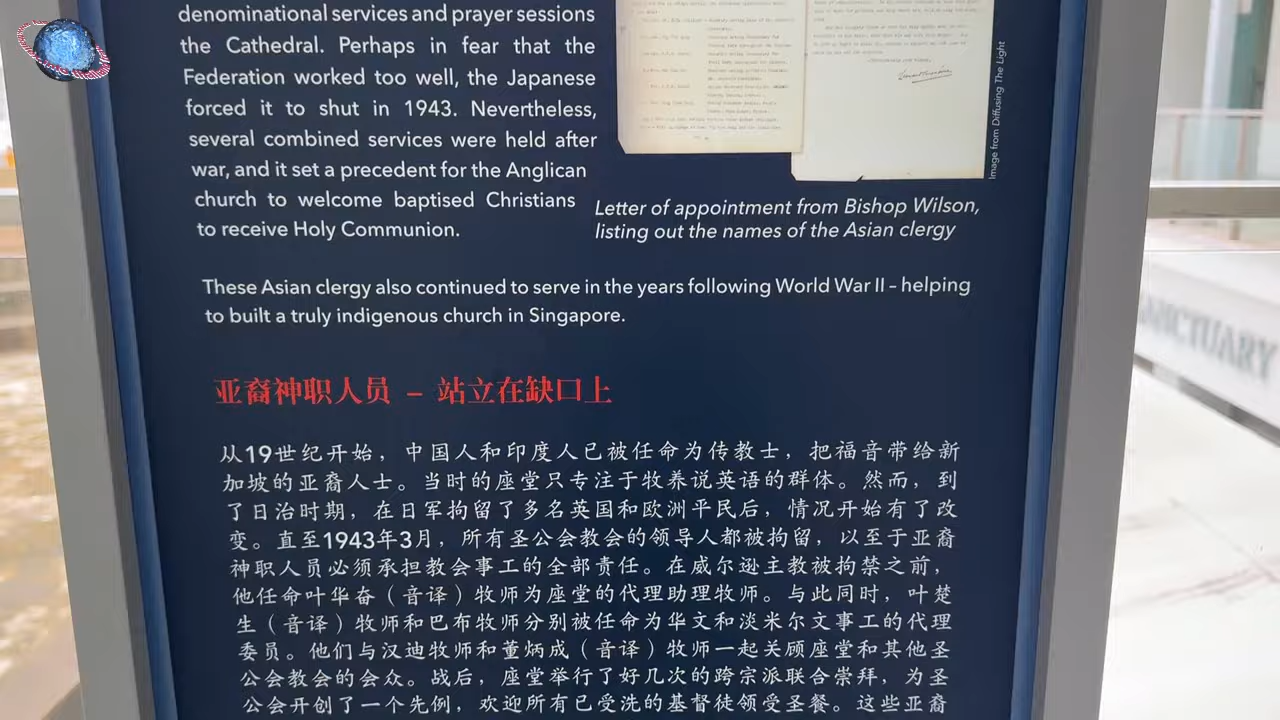 denominational services and prayer sessions
the Cathedral. Perhaps in fear that the
Federation worked too well, the Japanese
forced it to shut in 1943. Nevertheless,
several combined services were held after
war, and it set a precedent for the Anglican
church to welcome baptised Christians
to receive Holy Communion.
Image from Diffusing The Light
Letter of appointment from Bishop Wilson,
listing out the names of the Asian clergy
These Asian clergy also continued to serve in the years following World War II – helping
to built a truly indigenous church in Singapore.
亚裔神职人员 – 站立在缺口上
从19世纪开始，中国人和印度人已被任命为传教士，把福音带给新
加坡的亚裔人士。当时的座堂只专注于牧养说英语的群体。然而，到
了日治时期，在日军拘留了多名英国和欧洲平民后，情况开始有了改
变。直至1943年3月，所有圣公会教会的领导人都被拘留，以至于亚裔
神职人员必须承担教会事工的全部责任。在威尔逊主教被拘禁之前，
他任命叶华奋（音译）牧师为座堂的代理助理牧师。与此同时，叶楚
生（音译）牧师和巴布牧师分别被任命为华文和淡米尔文事工的代理
委员。他们与汉迪牧师和董炳成（音译）牧师一起关顾座堂和其他圣
公会教会的会众。战后，座堂举行了好几次的跨宗派联合崇拜，为圣
公会开创了一个先例，欢迎所有已受洗的基督徒领受圣餐。这些亚裔
SANCTUARY